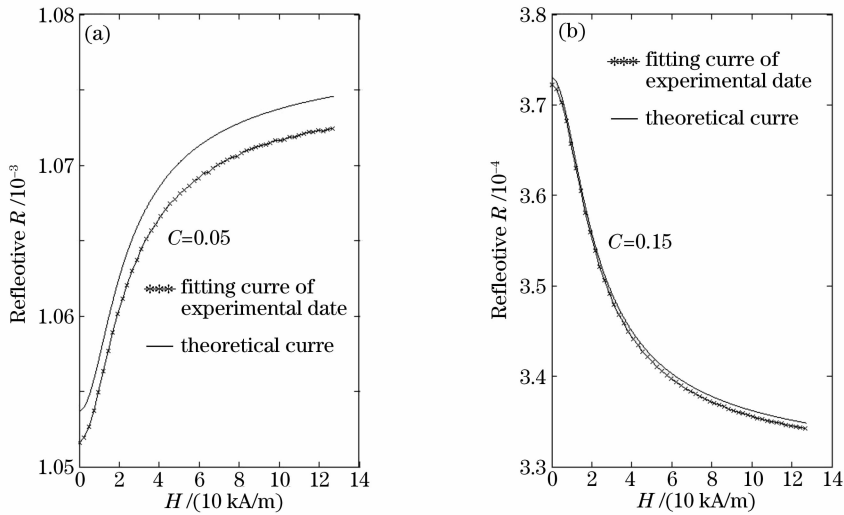 1.08
(a)
1.07
1.06
1.05
Refleotive R /10⁻³
C=0.05
fitting curre of
experimental date
theoretical curre
0 2 4 6 8 10 12 14
H /(10 kA/m)
3.8
(b)
3.7
3.6
3.5
3.4
3.3
Refleotive R /10⁻⁴
fitting curre of
experimental date
theoretical curre
C=0.15
0 2 4 6 8 10 12 14
H /(10 kA/m)